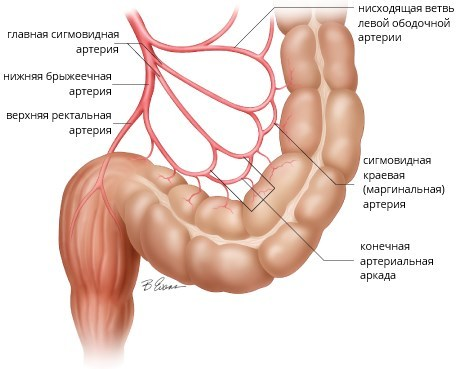 главная сигмовидная
артерия
нижняя брыжеечная
артерия
верхняя ректальная
артерия
нисходящая ветвь
левой ободочной
артерии
сигмовидная
краевая
(маргинальная)
артерия
конечная
артериальная
аркада
B Evans